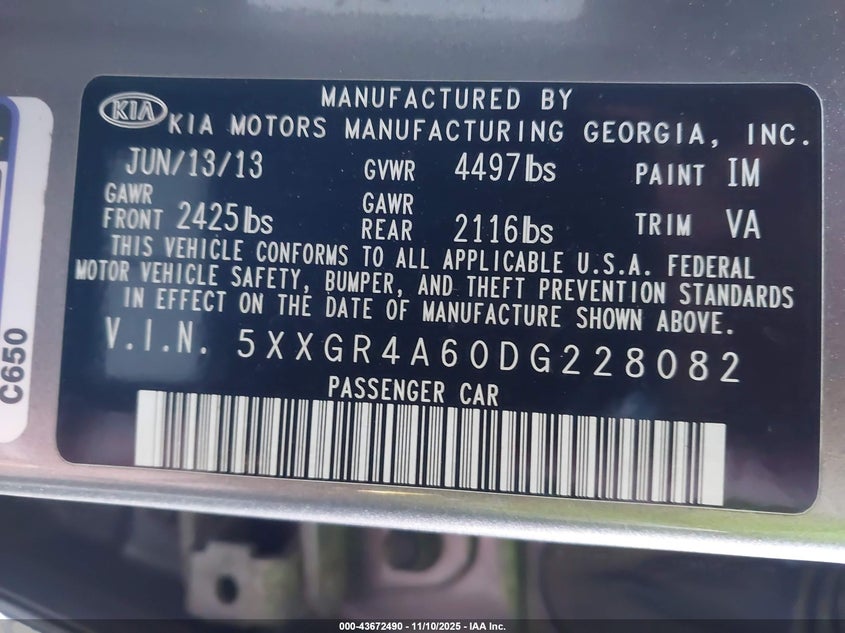 MANUFACTURED BY
KIA KIA MOTORS MANUFACTURING GEORGIA, INC.
JUN/13/13 GVWR 4497lbs PAINT IM
GAWR FRONT 2425lbs GAWR REAR 2116lbs TRIM VA
THIS VEHICLE CONFORMS TO ALL APPLICABLE U.S.A. FEDERAL
MOTOR VEHICLE SAFETY, BUMPER, AND THEFT PREVENTION STANDARDS
IN EFFECT ON THE DATE OF MANUFACTURE SHOWN ABOVE.
V.I.N. 5XXGR4A60DG228082
PASSENGER CAR
C650
000-43672490 - 11/10/2025 - IAA Inc.